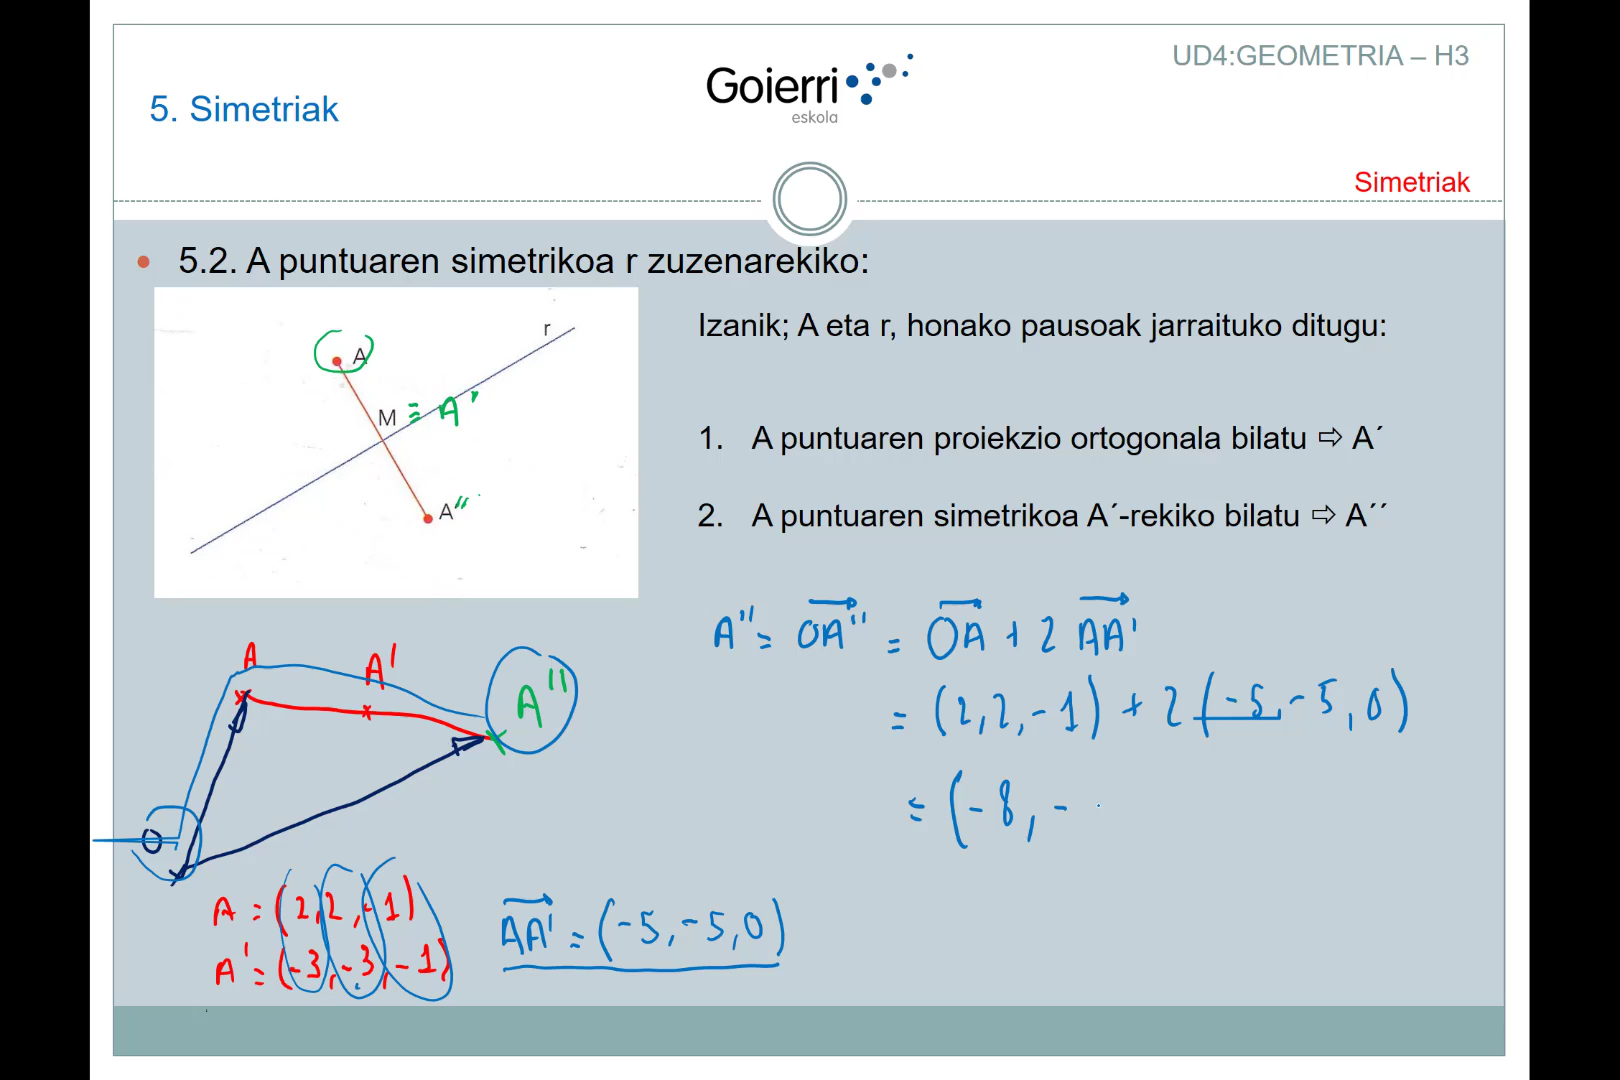 UD4:GEOMETRIA – H3
Goierri
eskola
5. Simetriak
Simetriak
• 5.2. A puntuaren simetrikoa r zuzenarekiko:
r
A
M = A'
A''
Izanik; A eta r, honako pausoak jarraituko ditugu:
1. A puntuaren proiekzio ortogonala bilatu ⇨ A´
2. A puntuaren simetrikoa A´-rekiko bilatu ⇨ A´´
A'' = OA'' = OA + 2 AA'
= (2,2,-1) + 2 (-5,-5,0)
= (-8, -
A
A'
A''
O
A = (2,2,-1)
A' = (-3,-3,-1)
AA' = (-5,-5,0)